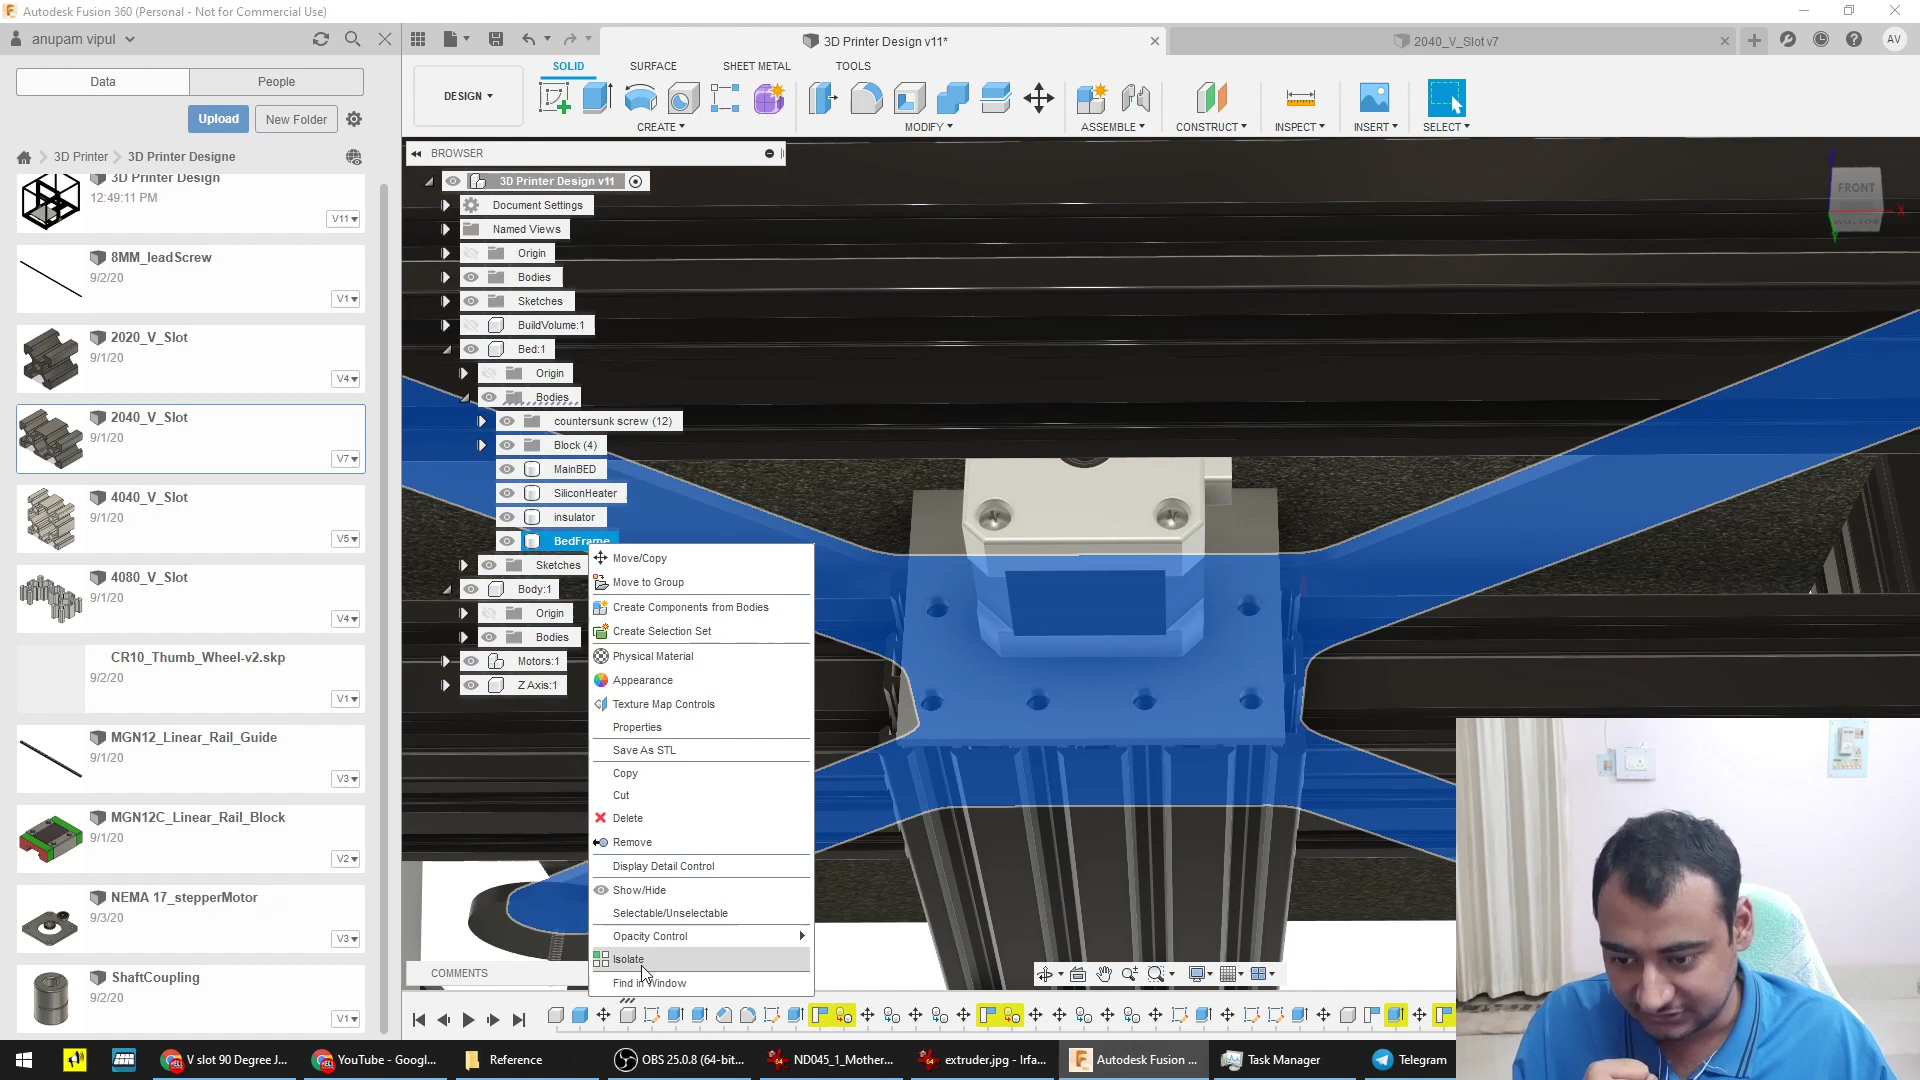 Autodesk Fusion 360 (Personal - Not for Commercial Use)
anupam vipul
3D Printer Design v11*
2040_V_Slot v7
AV
Data
People
Upload
New Folder
3D Printer
3D Printer Designe
3D Printer Design
12:49:11 PM
V11
8MM_leadScrew
9/2/20
V1
2020_V_Slot
9/1/20
V4
2040_V_Slot
9/1/20
V7
4040_V_Slot
9/1/20
V5
4080_V_Slot
9/1/20
V4
CR10_Thumb_Wheel-v2.skp
9/2/20
V1
MGN12_Linear_Rail_Guide
9/1/20
V3
MGN12C_Linear_Rail_Block
9/1/20
V2
NEMA 17_stepperMotor
9/3/20
V3
ShaftCoupling
9/2/20
V1
SOLID
SURFACE
SHEET METAL
TOOLS
DESIGN
CREATE
MODIFY
ASSEMBLE
CONSTRUCT
INSPECT
INSERT
SELECT
BROWSER
3D Printer Design v11
Document Settings
Named Views
Origin
Bodies
Sketches
BuildVolume:1
Bed:1
Origin
Bodies
countersunk screw (12)
Block (4)
MainBED
SiliconHeater
insulator
BedFrame
Sketches
Body:1
Origin
Bodies
Motors:1
Z Axis:1
Move/Copy
Move to Group
Create Components from Bodies
Create Selection Set
Physical Material
Appearance
Texture Map Controls
Properties
Save As STL
Copy
Cut
Delete
Remove
Display Detail Control
Show/Hide
Selectable/Unselectable
Opacity Control
Isolate
Find in Window
FRONT
X
COMMENTS
V slot 90 Degree J...
YouTube - Googl...
Reference
OBS 25.0.8 (64-bit...
ND045_1_Mother...
extruder.jpg - Irfa...
Autodesk Fusion ...
Task Manager
Telegram